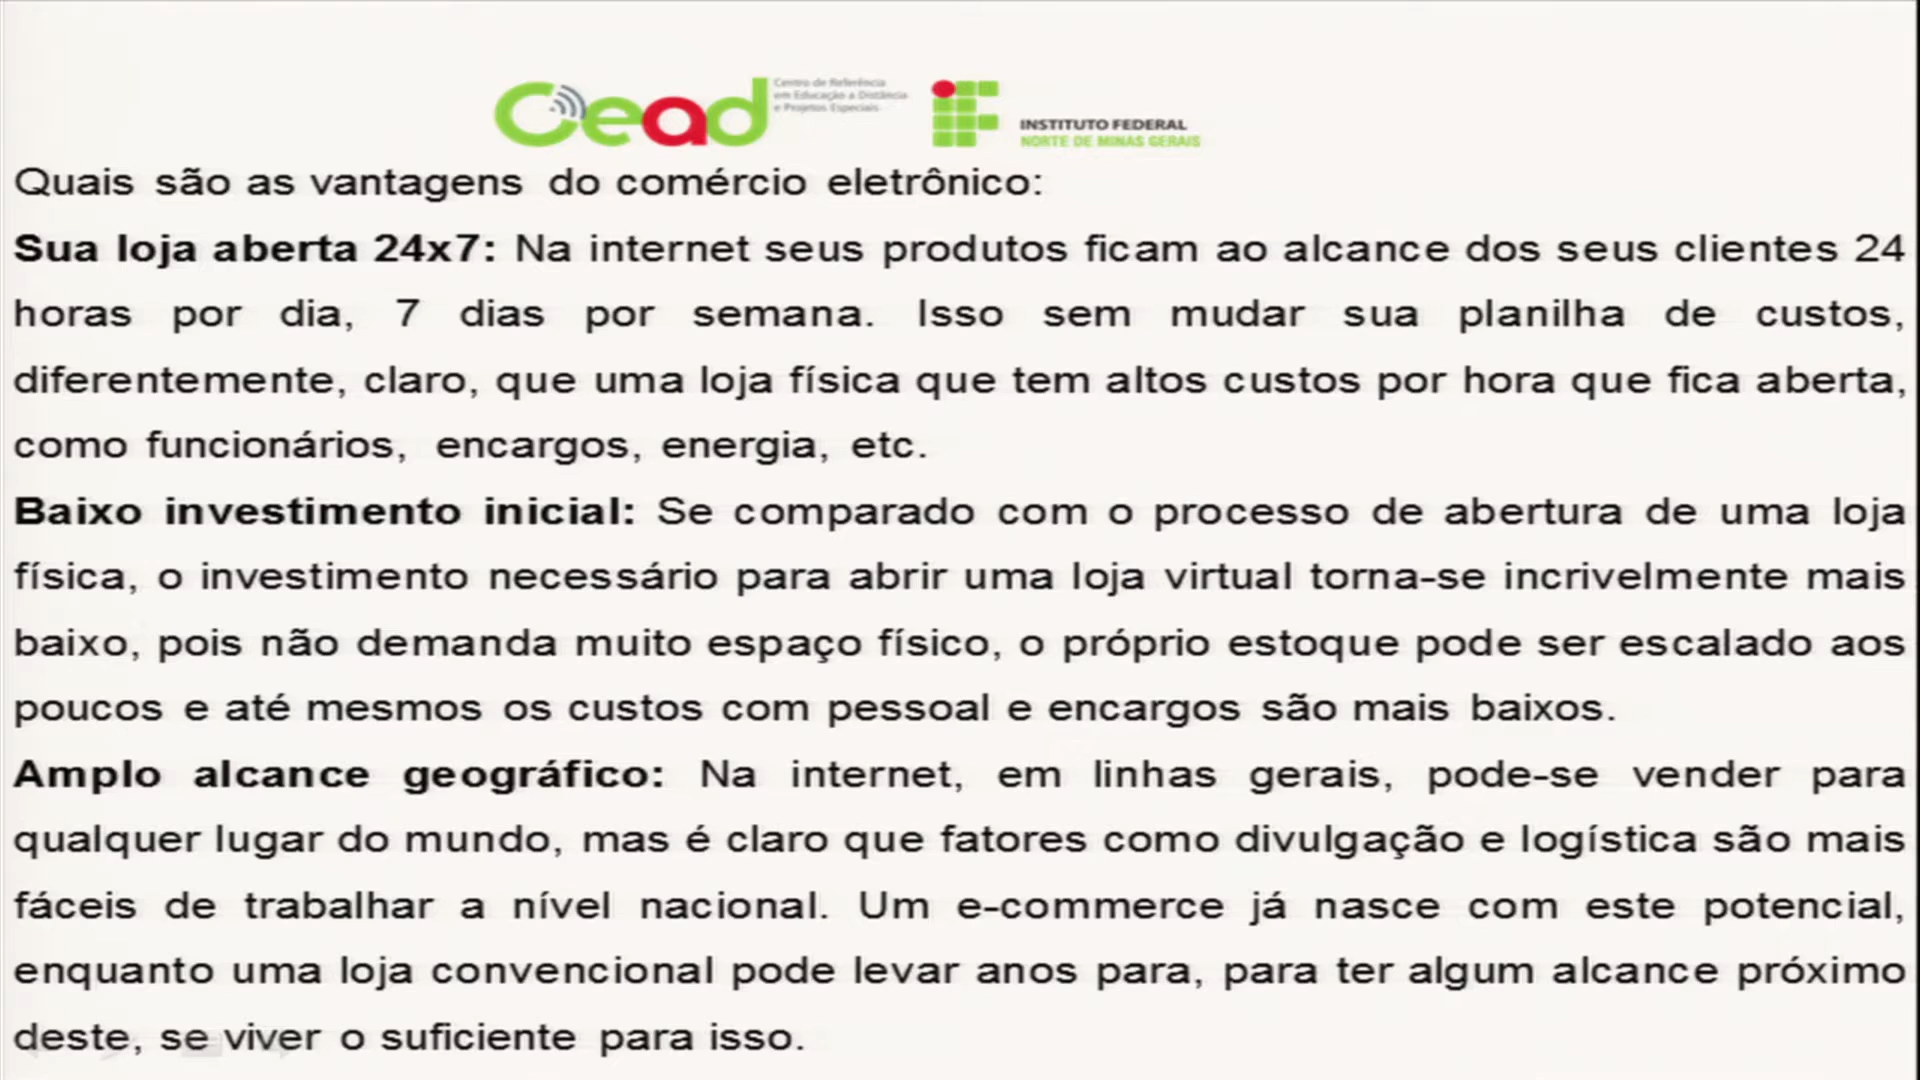 Cead
Centro de Referência
em Educação a Distância
e Projetos Especiais
INSTITUTO FEDERAL
NORTE DE MINAS GERAIS
Quais são as vantagens do comércio eletrônico:
Sua loja aberta 24x7: Na internet seus produtos ficam ao alcance dos seus clientes 24
horas por dia, 7 dias por semana. Isso sem mudar sua planilha de custos,
diferentemente, claro, que uma loja física que tem altos custos por hora que fica aberta,
como funcionários, encargos, energia, etc.
Baixo investimento inicial: Se comparado com o processo de abertura de uma loja
física, o investimento necessário para abrir uma loja virtual torna-se incrivelmente mais
baixo, pois não demanda muito espaço físico, o próprio estoque pode ser escalado aos
poucos e até mesmos os custos com pessoal e encargos são mais baixos.
Amplo alcance geográfico: Na internet, em linhas gerais, pode-se vender para
qualquer lugar do mundo, mas é claro que fatores como divulgação e logística são mais
fáceis de trabalhar a nível nacional. Um e-commerce já nasce com este potencial,
enquanto uma loja convencional pode levar anos para, para ter algum alcance próximo
deste, se viver o suficiente para isso.